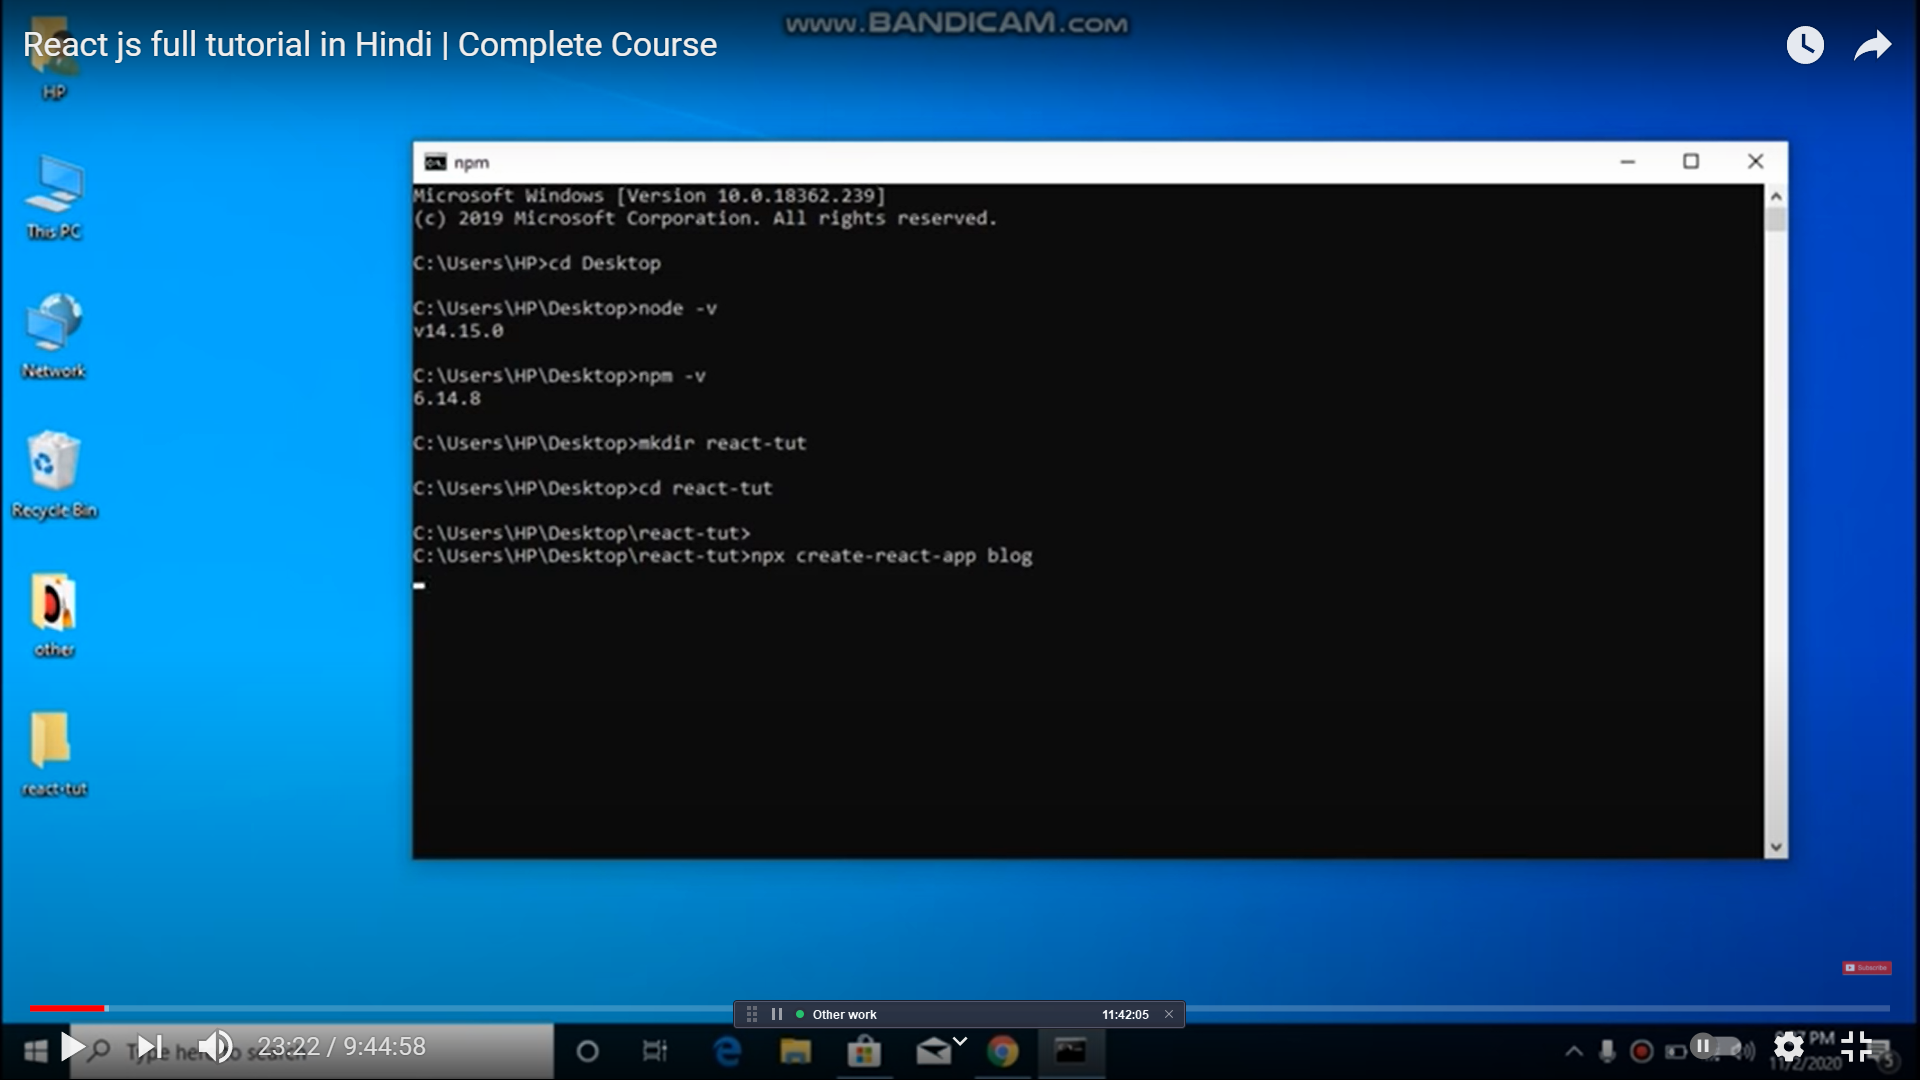 www.BANDICAM.com
React js full tutorial in Hindi | Complete Course
HP
This PC
Network
Recycle Bin
other
react-tut
npm
Microsoft Windows [Version 10.0.18362.239]
(c) 2019 Microsoft Corporation. All rights reserved.
C:\Users\HP>cd Desktop
C:\Users\HP\Desktop>node -v
v14.15.0
C:\Users\HP\Desktop>npm -v
6.14.8
C:\Users\HP\Desktop>mkdir react-tut
C:\Users\HP\Desktop>cd react-tut
C:\Users\HP\Desktop\react-tut>
C:\Users\HP\Desktop\react-tut>npx create-react-app blog
Subscribe
Other work 11:42:05
Type here to search
23:22 / 9:44:58
PM
11/2/2020
5